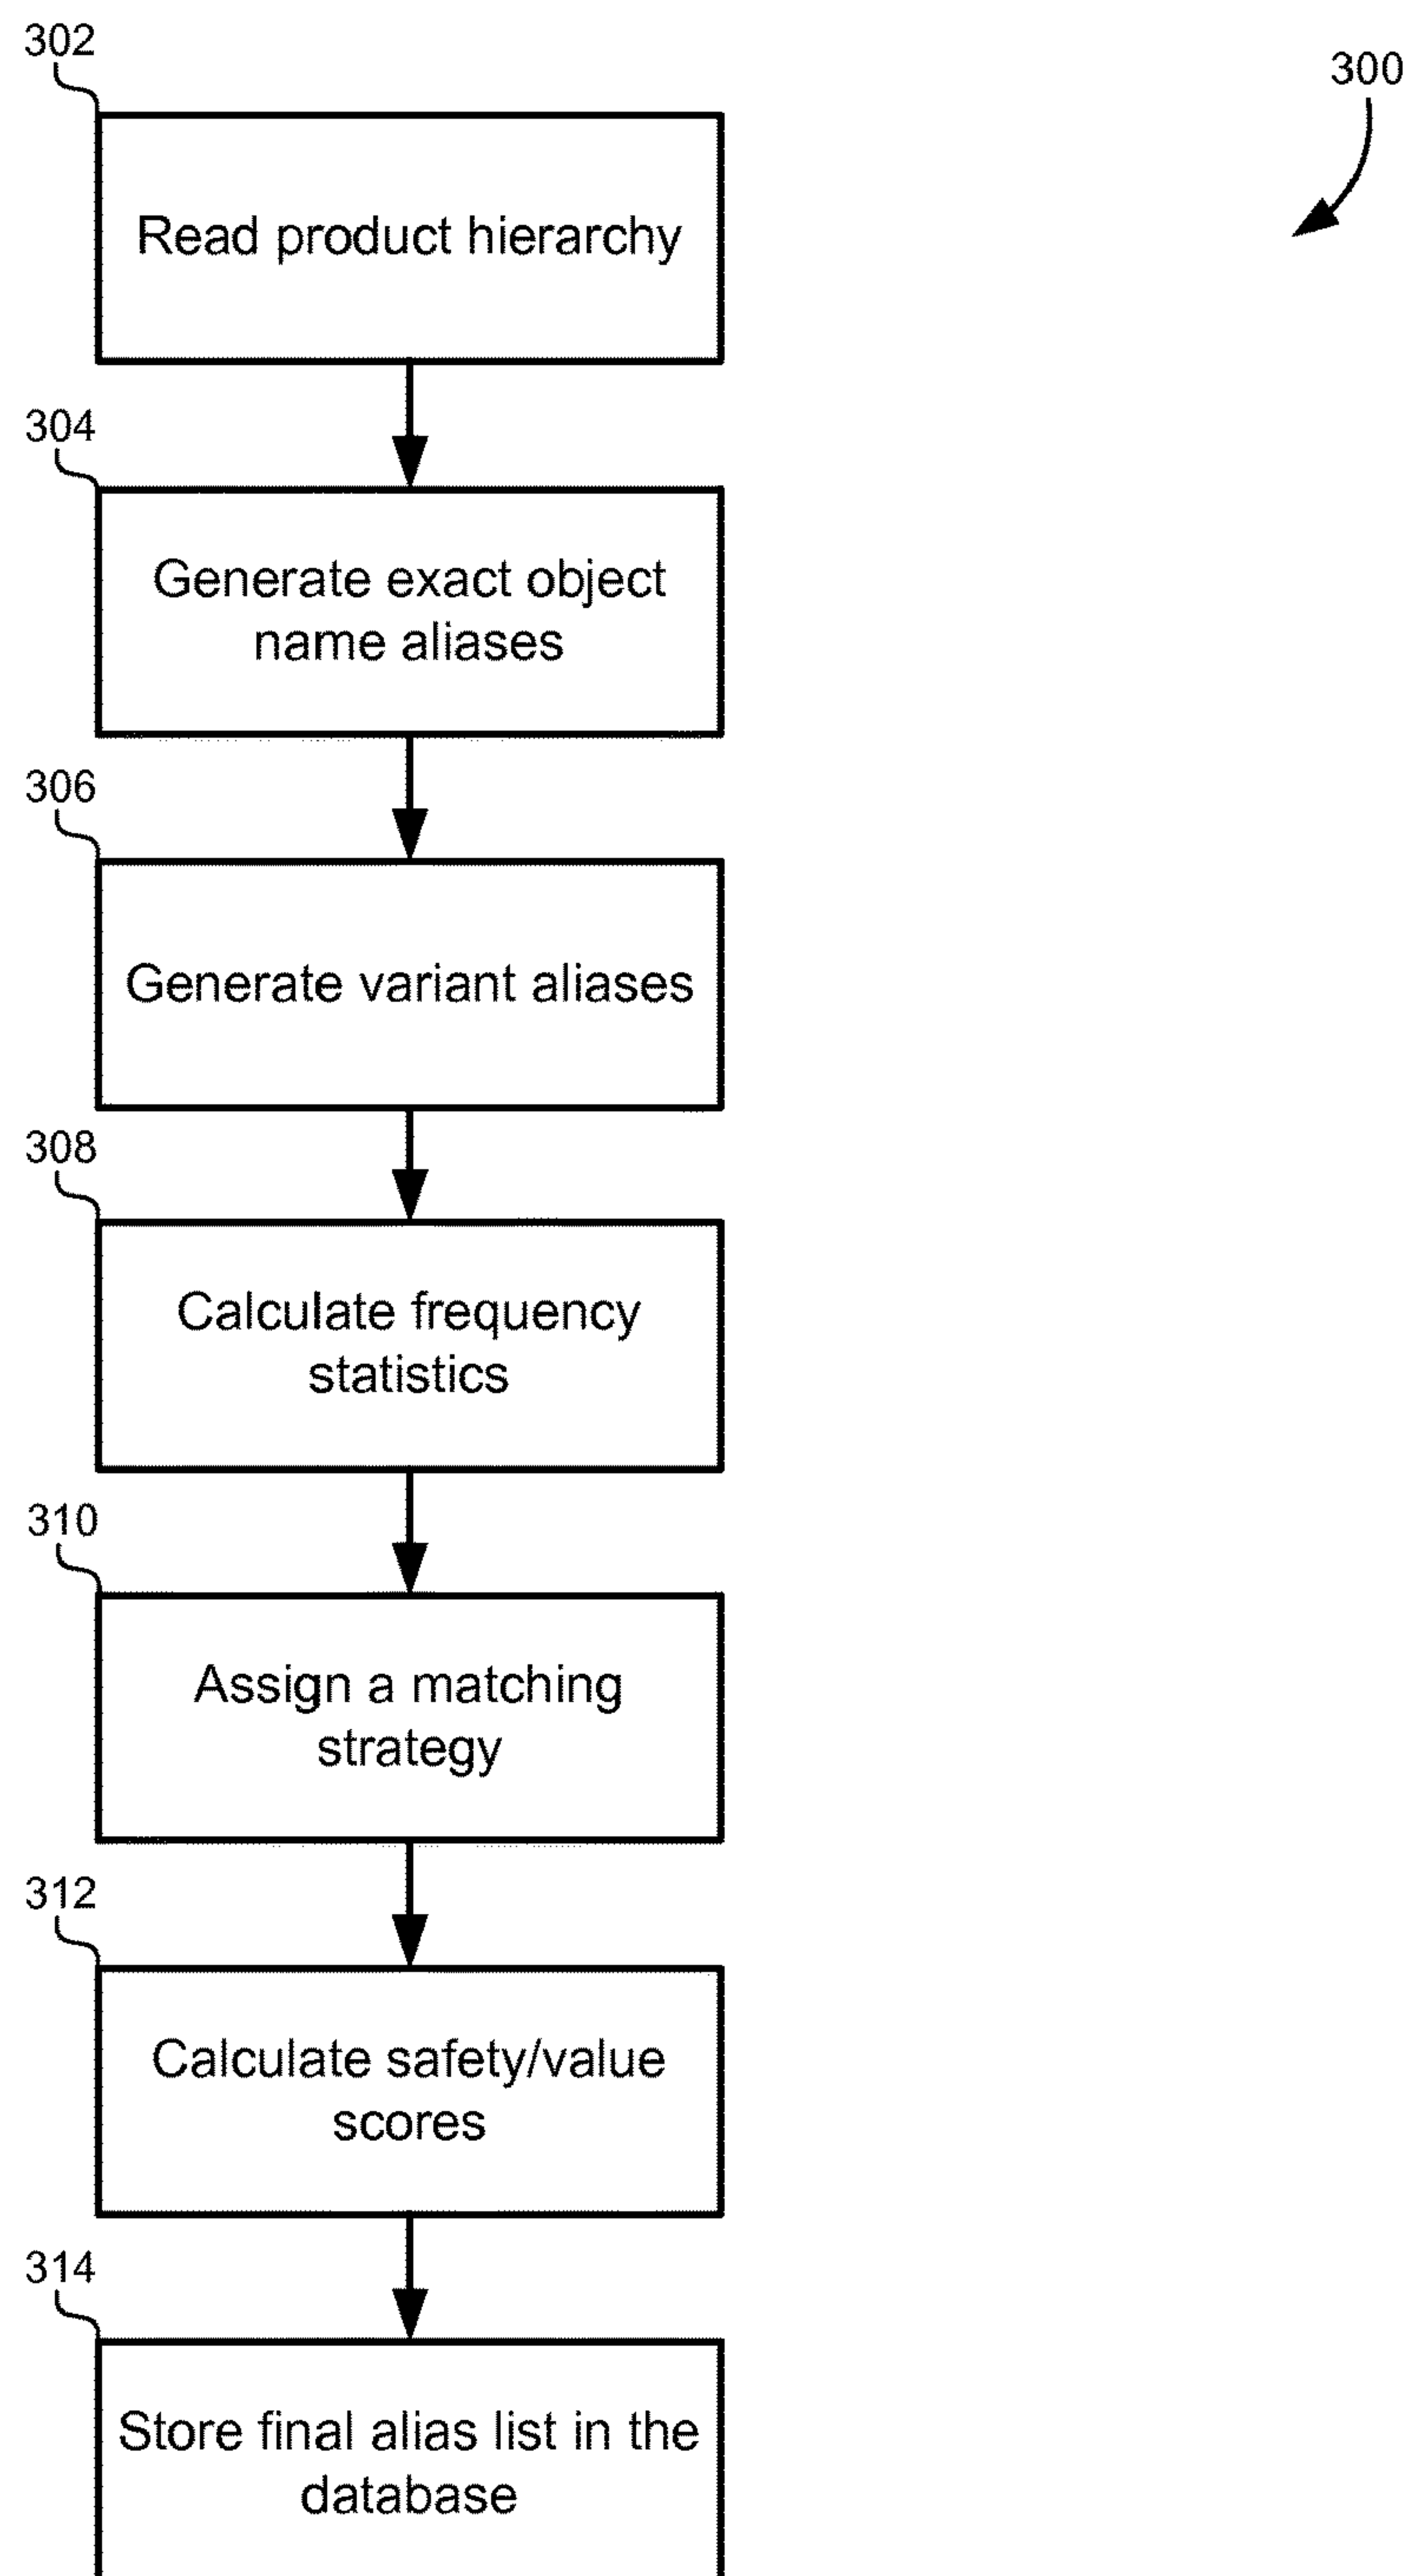 302
300
Read product hierarchy
304
Generate exact object
name aliases
306
Generate variant aliases
308
Calculate frequency
statistics
310
Assign a matching
strategy
312
Calculate safety/value
scores
314
Store final alias list in the
database